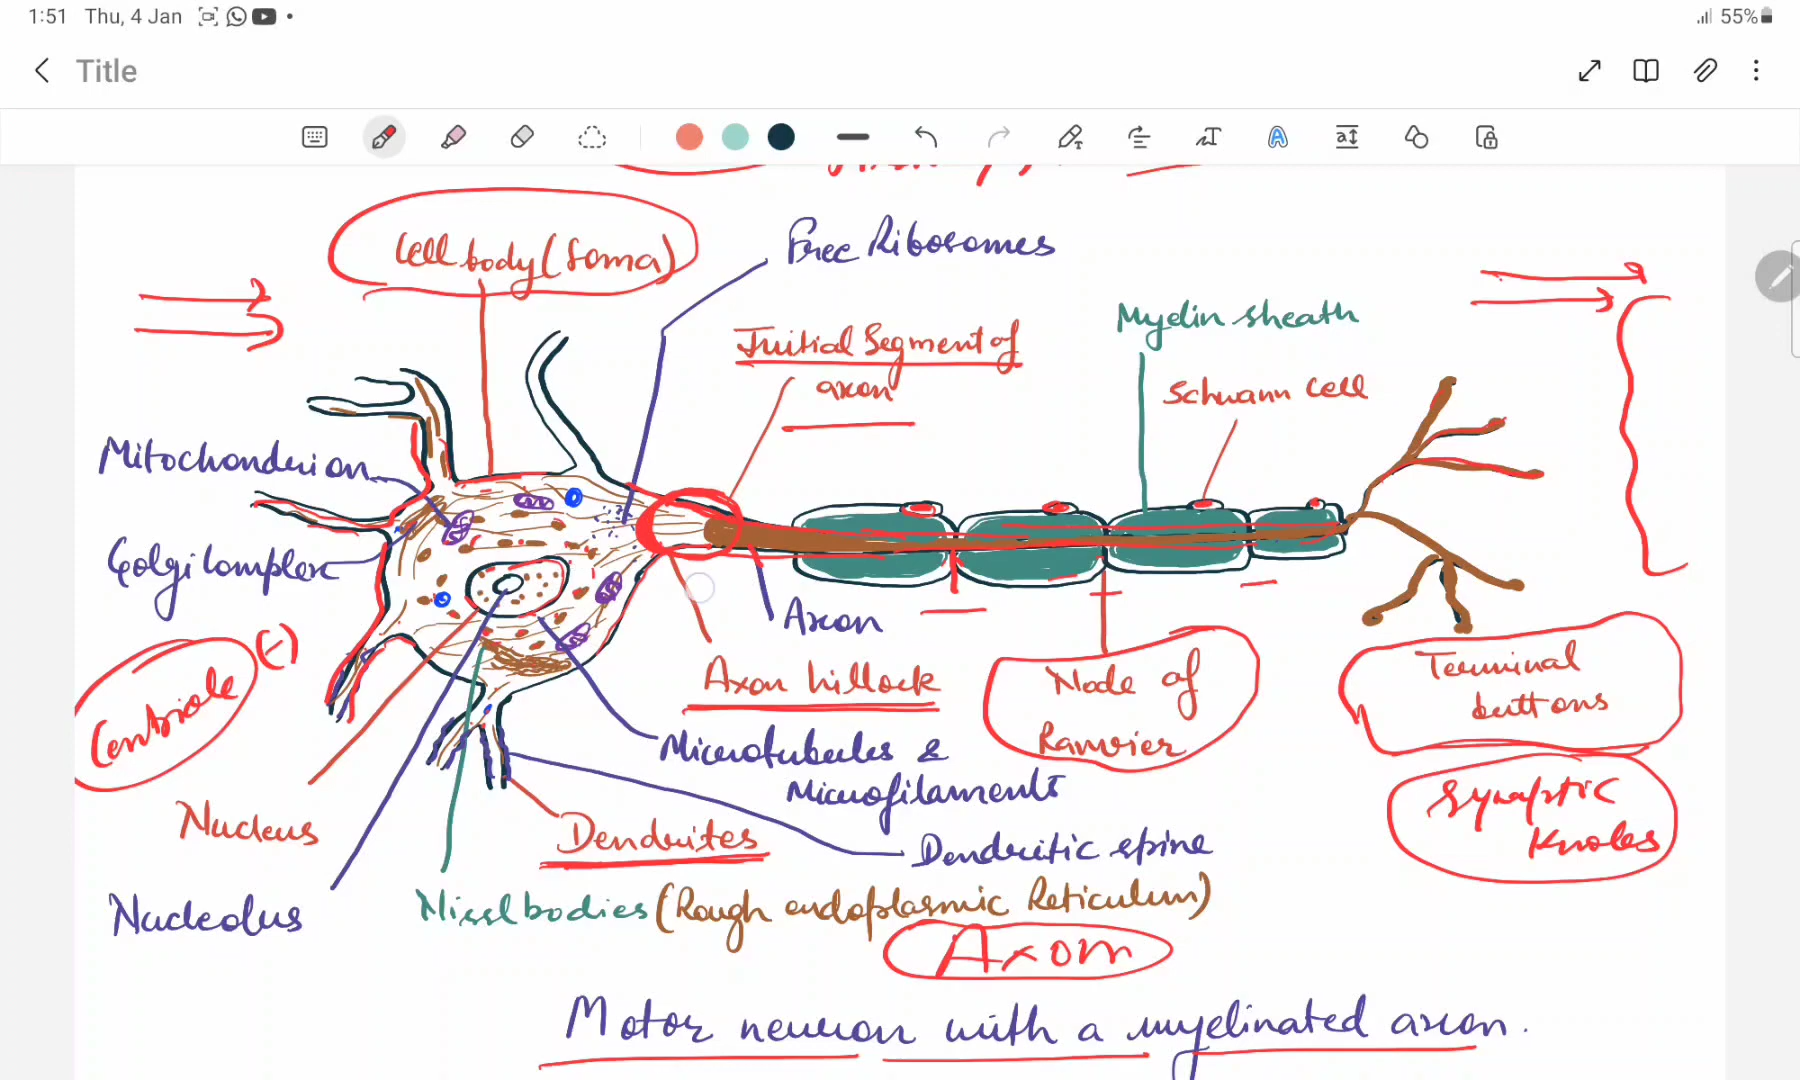 1:51 Thu, 4 Jan
55%
Title
Cell body (Soma)
Free Ribosomes
Initial Segment of
axon
Myelin sheath
Schwann cell
Mitochondrion
Golgi Complex
Centriole (-)
Axon
Axon hillock
Node of
Ranvier
Terminal
buttons
Synaptic
Knobs
Microtubules &
Microfilaments
Nucleus
Dendrites
Dendritic spine
Nucleolus
Nissl bodies (Rough endoplasmic Reticulum)
Axom
Motor neuron with a myelinated axon.